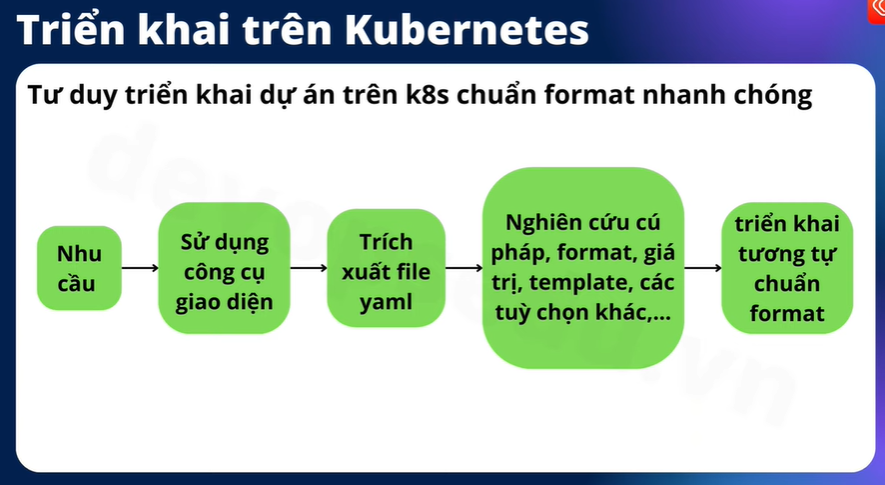 Triển khai trên Kubernetes
Tư duy triển khai dự án trên k8s chuẩn format nhanh chóng
Nhu
cầu
Sử dụng
công cụ
giao diện
Trích
xuất file
yaml
Nghiên cứu cú
pháp, format, giá
trị, template, các
tuỳ chọn khác,...
triển khai
tương tự
chuẩn
format